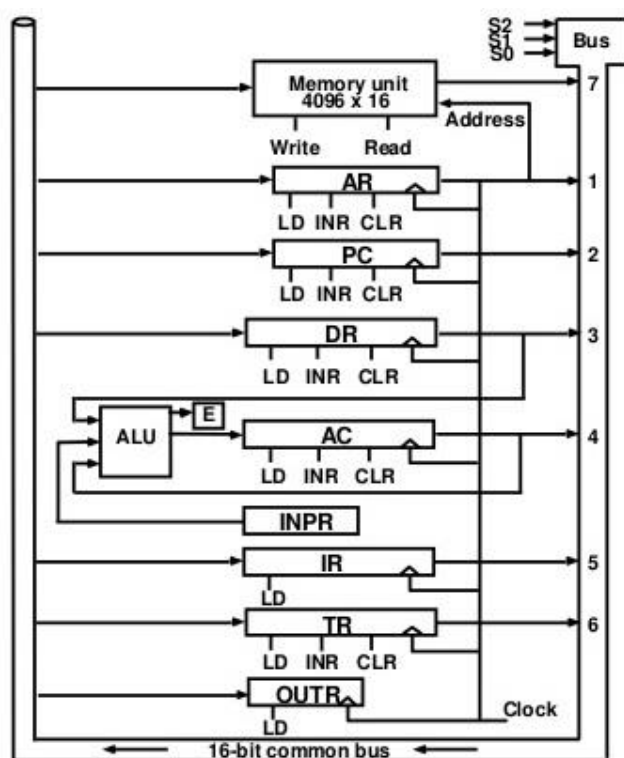 S2
S1
S0
Bus
Memory unit
4096 x 16
7
Address
Write Read
AR
1
LD INR CLR
PC
2
LD INR CLR
DR
3
LD INR CLR
E
ALU
AC
4
LD INR CLR
INPR
IR
5
LD
TR
6
LD INR CLR
OUTR
LD
Clock
16-bit common bus